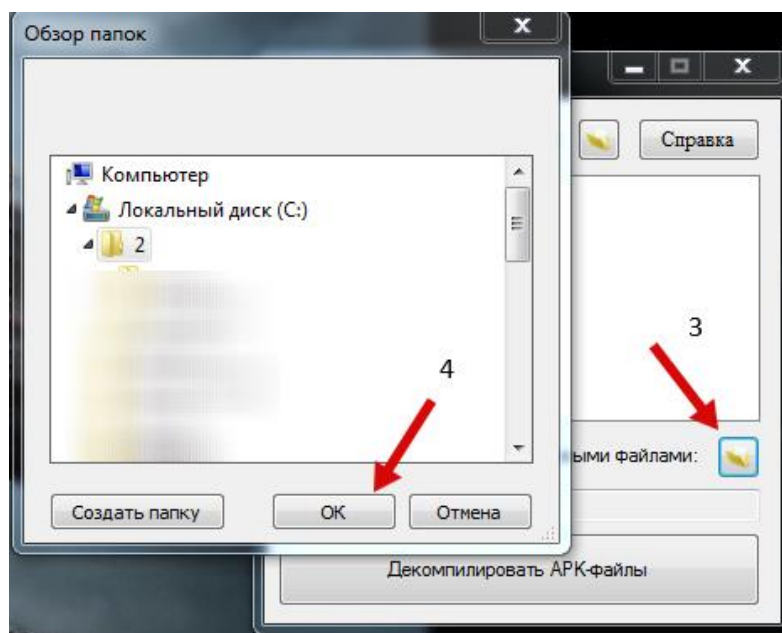 Обзор папок
x
x
Справка
Компьютер
Локальный диск (C:)
2
3
4
ыми файлами:
Создать папку
ОК
Отмена
Декомпилировать APK-файлы